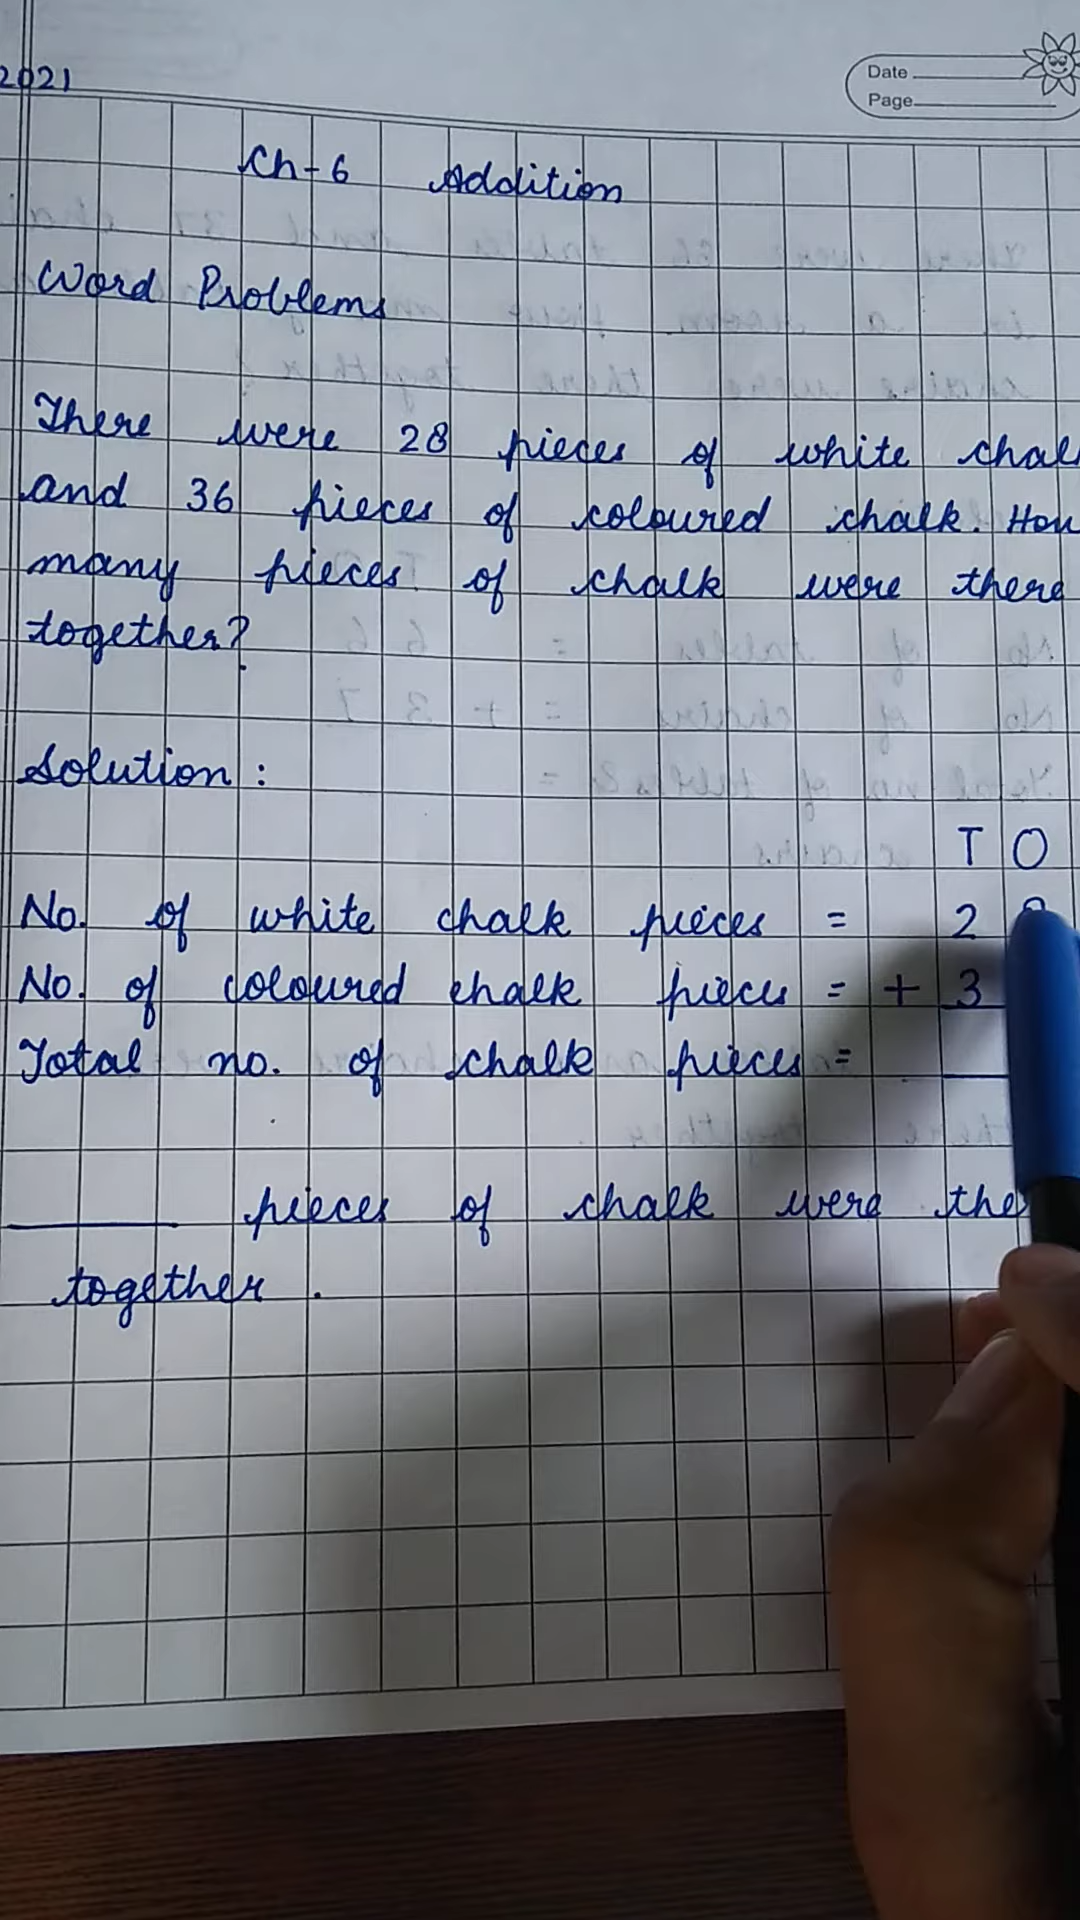 2021
Date
Page
Ch-6 Addition
Word Problems
There were 28 pieces of white chal
and 36 pieces of coloured chalk. How
many pieces of chalk were there
together?
Solution :
T O
No. of white chalk pieces = 2
No. of coloured chalk pieces = + 3
Total no. of chalk pieces =
pieces of chalk were the
together.